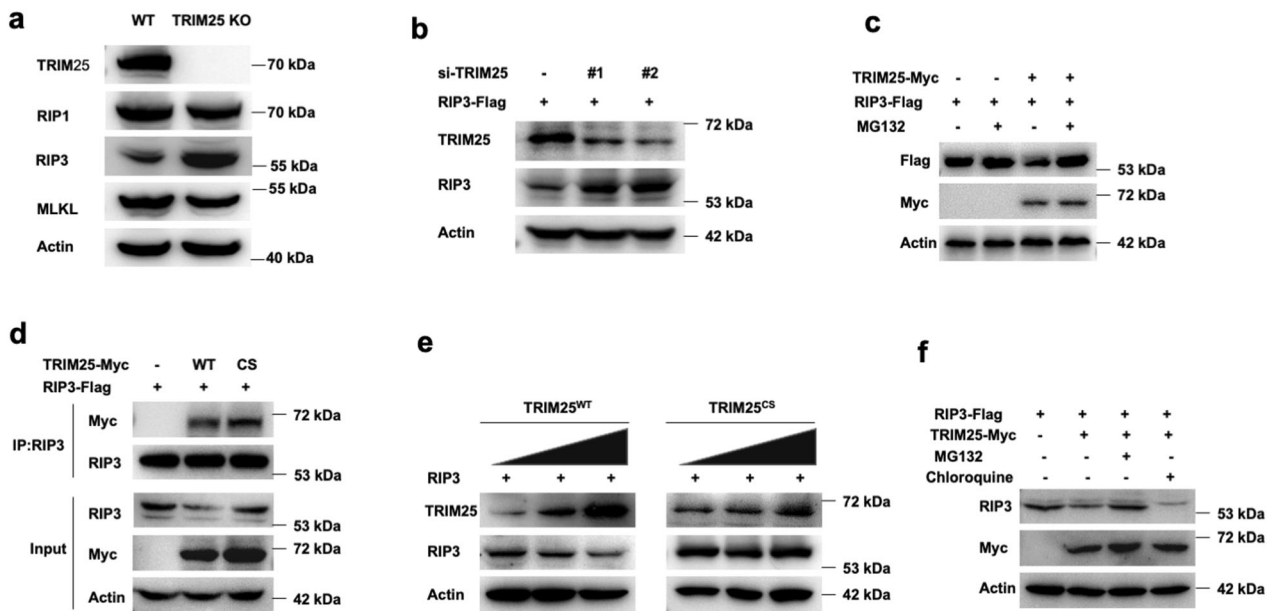 a
WT TRIM25 KO
TRIM25 70 kDa
RIP1 70 kDa
RIP3 55 kDa
55 kDa
MLKL
Actin
40 kDa
b
si-TRIM25 - #1 #2
RIP3-Flag + + +
72 kDa
TRIM25
RIP3
53 kDa
Actin 42 kDa
c
TRIM25-Myc - - + +
RIP3-Flag + + + +
MG132 - + - +
Flag 53 kDa
Myc 72 kDa
Actin 42 kDa
d
TRIM25-Myc - WT CS
RIP3-Flag + + +
IP:RIP3
Myc 72 kDa
RIP3 53 kDa
Input
RIP3 53 kDa
Myc 72 kDa
Actin 42 kDa
e
TRIM25WT TRIM25CS
RIP3 + + + + + +
TRIM25 72 kDa
RIP3 53 kDa
Actin 42 kDa
f
RIP3-Flag + + + +
TRIM25-Myc - + + +
MG132 - - + -
Chloroquine - - - +
RIP3 53 kDa
Myc 72 kDa
Actin 42 kDa